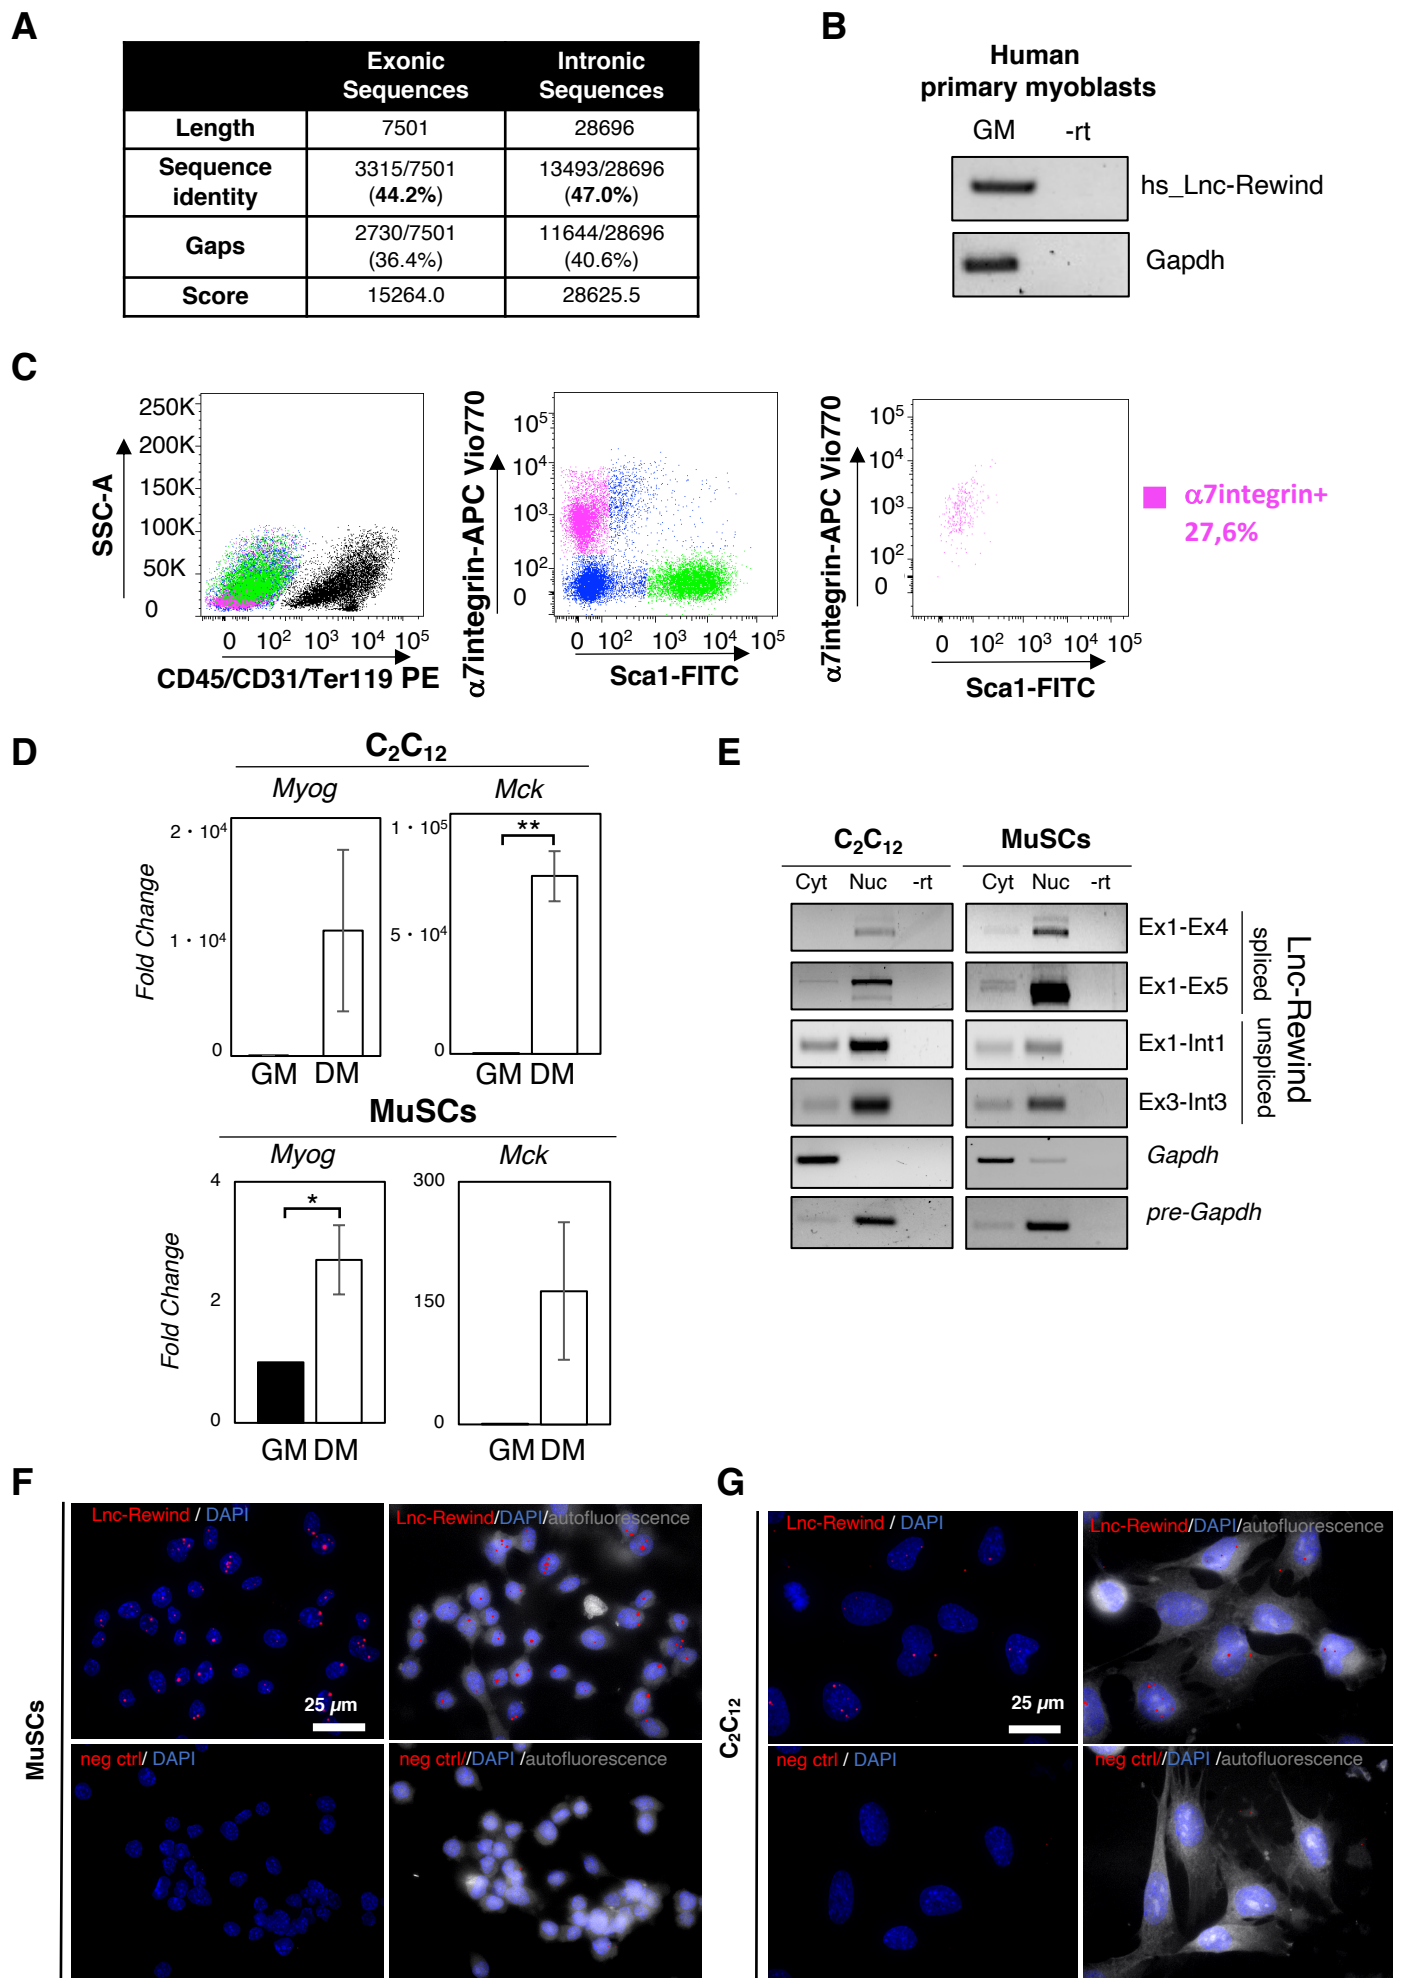 A
Exonic Sequences
Intronic Sequences
Length
7501
28696
Sequence identity
3315/7501 (44.2%)
13493/28696 (47.0%)
Gaps
2730/7501 (36.4%)
11644/28696 (40.6%)
Score
15264.0
28625.5
B
Human
primary myoblasts
GM -rt
hs_Lnc-Rewind
Gapdh
C
SSC-A
250K
200K
150K
100K
50K
0
0 10² 10³ 10⁴ 10⁵
CD45/CD31/Ter119 PE
α7integrin-APC Vio770
10⁵
10⁴
10³
10²
0
0 10² 10³ 10⁴ 10⁵
Sca1-FITC
α7integrin-APC Vio770
10⁵
10⁴
10³
10²
0
0 10² 10³ 10⁴ 10⁵
Sca1-FITC
α7integrin+
27,6%
D
C₂C₁₂
Myog
Fold Change
2 · 10⁴
1 · 10⁴
0
GM DM
Mck
1 · 10⁵
5 · 10⁴
0
**
GM DM
MuSCs
Myog
Fold Change
4
2
0
*
GM DM
Mck
300
150
0
GM DM
E
C₂C₁₂
MuSCs
Cyt Nuc -rt
Cyt Nuc -rt
Ex1-Ex4
Ex1-Ex5
Ex1-Int1
Ex3-Int3
spliced
unspliced
Lnc-Rewind
Gapdh
pre-Gapdh
F
MuSCs
Lnc-Rewind / DAPI
25 µm
Lnc-Rewind/DAPI/autofluorescence
neg ctrl/ DAPI
neg ctrl//DAPI /autofluorescence
G
C₂C₁₂
Lnc-Rewind / DAPI
25 µm
Lnc-Rewind/DAPI/autofluorescence
neg ctrl / DAPI
neg ctrl//DAPI /autofluorescence